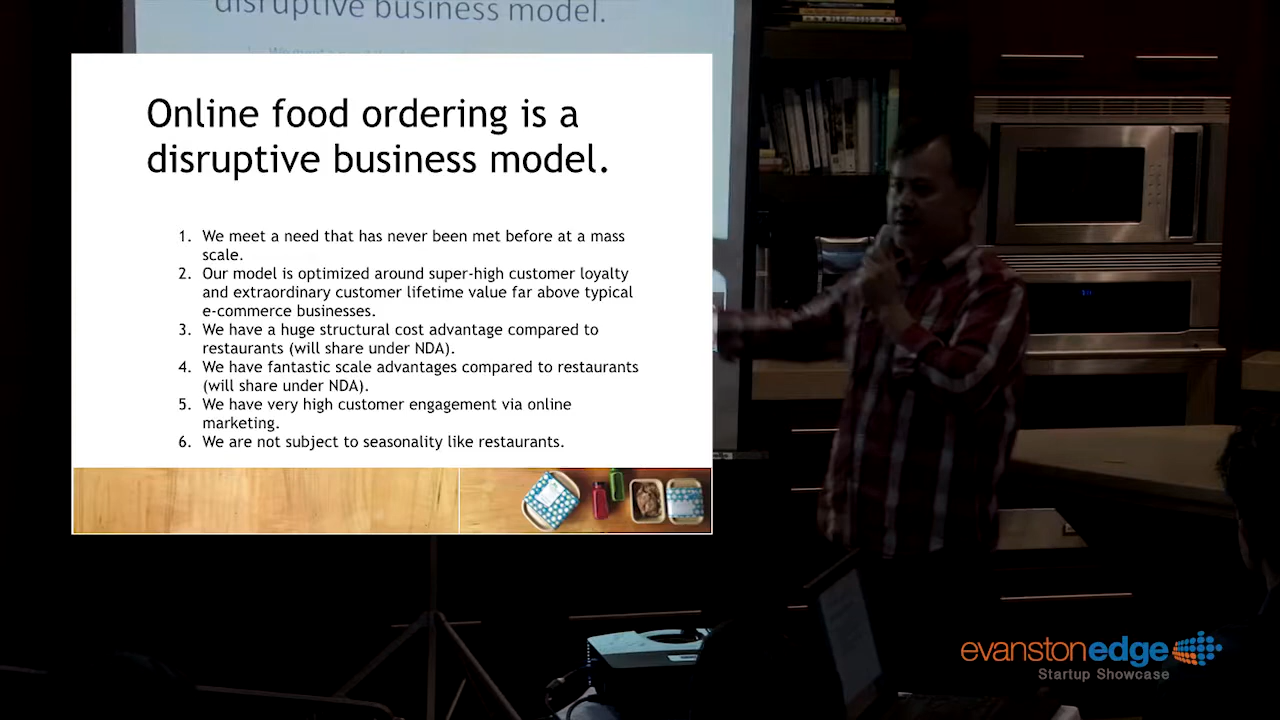 disruptive business model.
Online food ordering is a
disruptive business model.
1. We meet a need that has never been met before at a mass
scale.
2. Our model is optimized around super-high customer loyalty
and extraordinary customer lifetime value far above typical
e-commerce businesses.
3. We have a huge structural cost advantage compared to
restaurants (will share under NDA).
4. We have fantastic scale advantages compared to restaurants
(will share under NDA).
5. We have very high customer engagement via online
marketing.
6. We are not subject to seasonality like restaurants.
evanstonedge
Startup Showcase